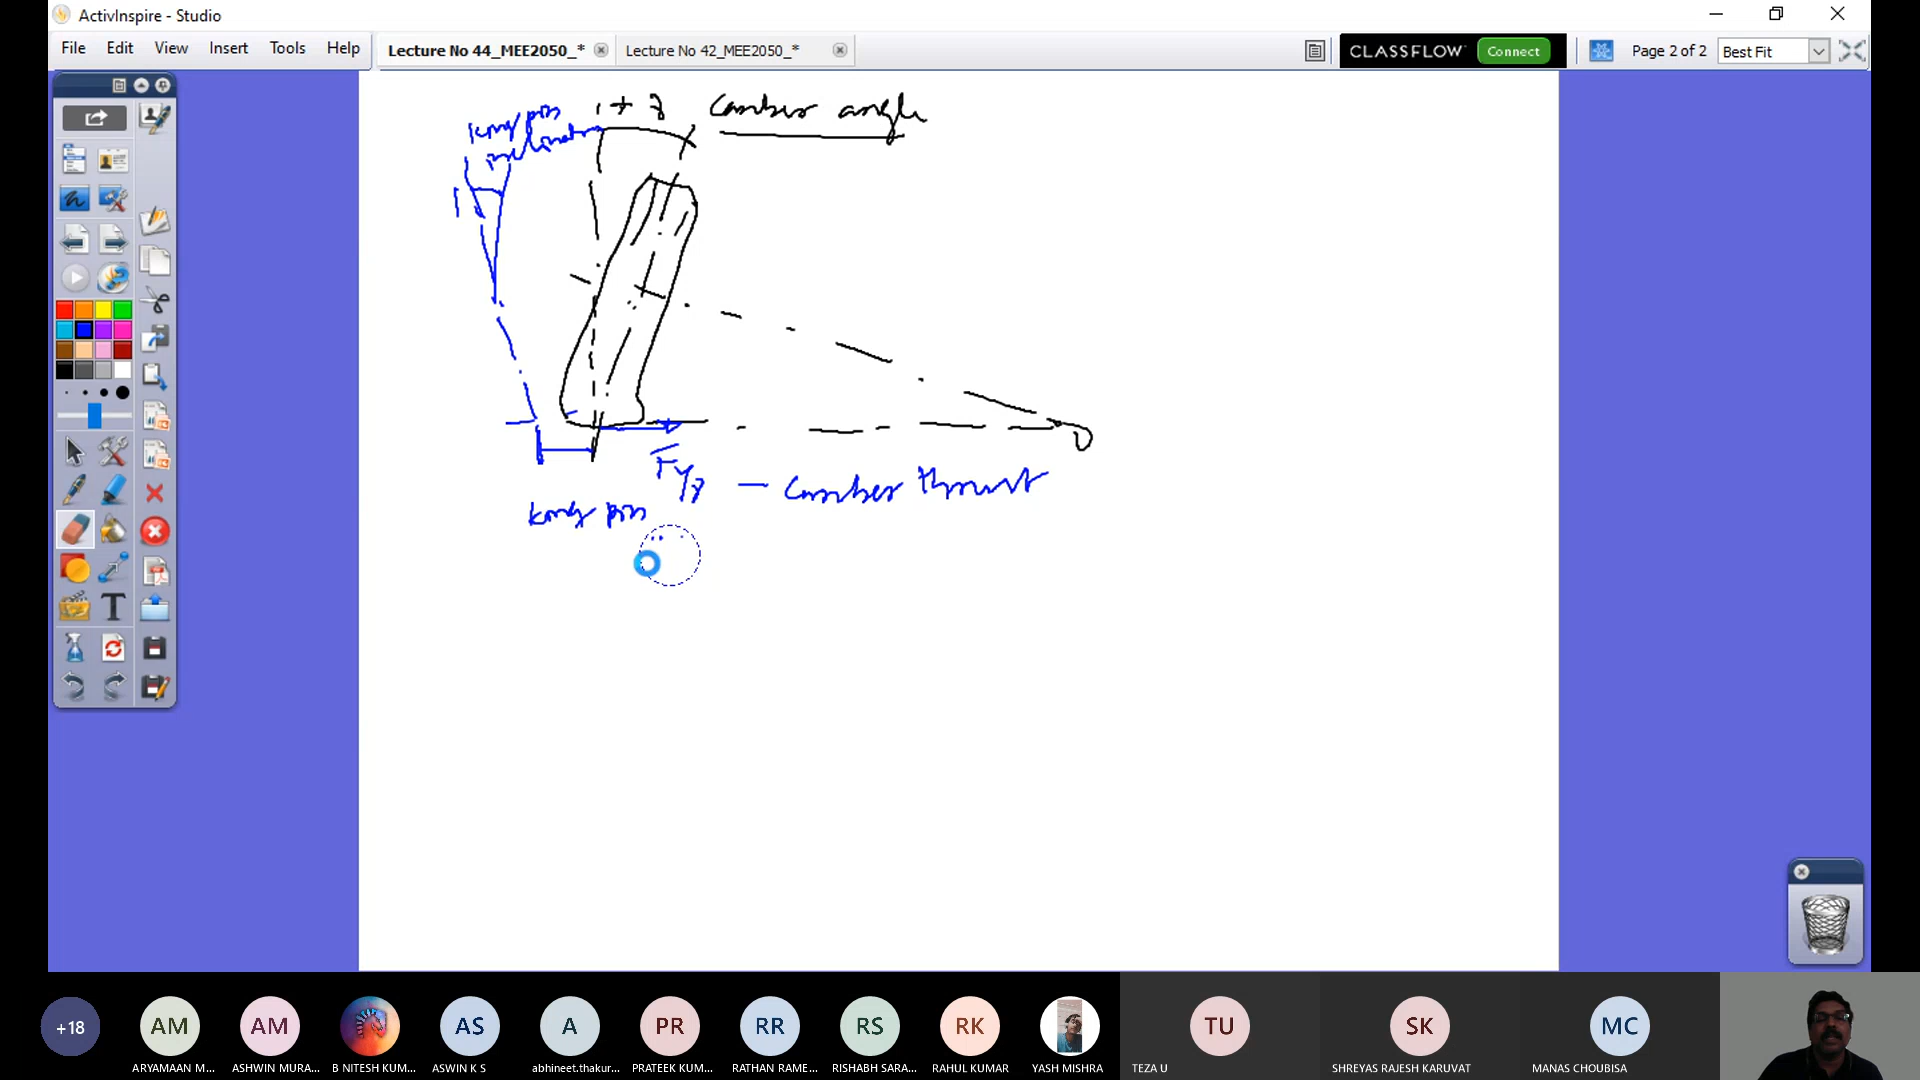 ActivInspire - Studio
File Edit View Insert Tools Help
Lecture No 44_MEE2050_*
Lecture No 42_MEE2050_*
CLASSFLOW
Connect
Page 2 of 2
Best Fit
+ γ Camber angle
king pin
Fyγ — Camber thrust
king pin
O
T
+18
AM
AM
AS
A
PR
RR
RS
RK
TU
SK
MC
ARYAMAAN M...
ASHWIN MURA...
B NITESH KUM...
ASWIN K S
abhineet.thakur...
PRATEEK KUM...
RATHAN RAME...
RISHABH SARA...
RAHUL KUMAR
YASH MISHRA
TEZA U
SHREYAS RAJESH KARUVAT
MANAS CHOUBISA